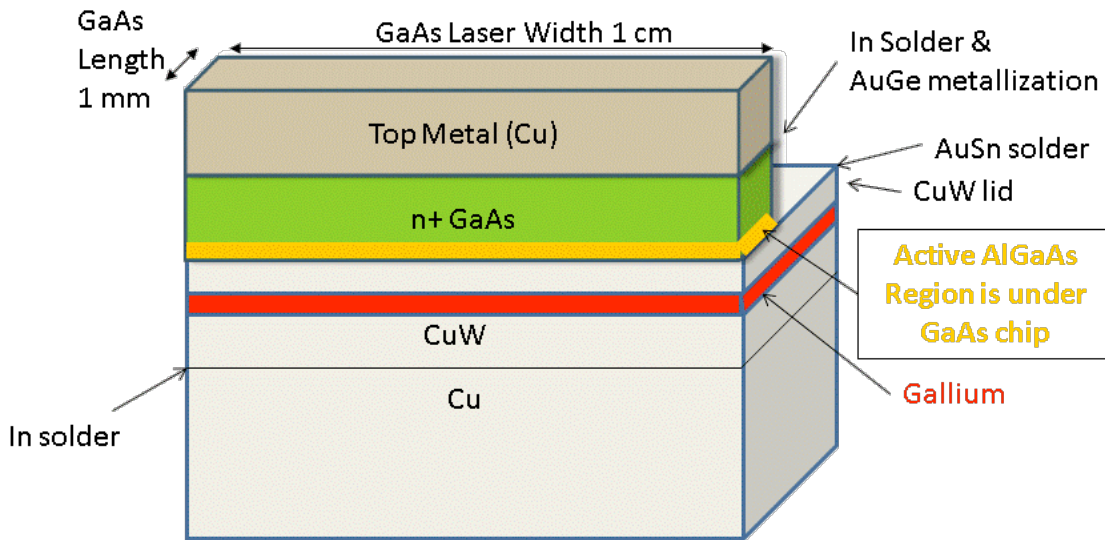 GaAs
Length
1 mm
GaAs Laser Width 1 cm
In Solder &
AuGe metallization
Top Metal (Cu)
AuSn solder
CuW lid
n+ GaAs
Active AlGaAs
Region is under
GaAs chip
CuW
Gallium
Cu
In solder